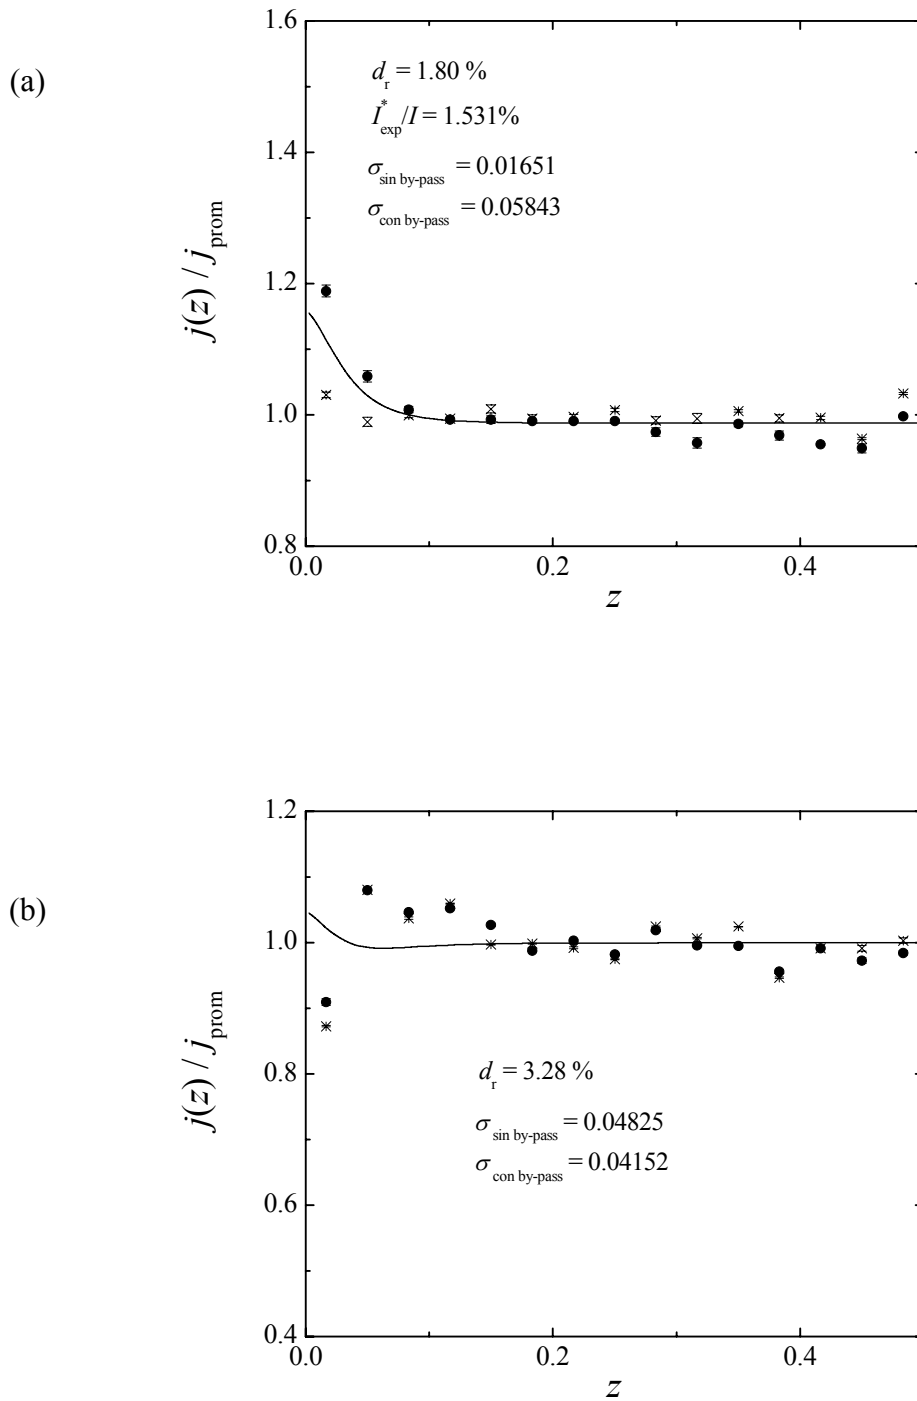 (a)
1.6
1.4
1.2
1.0
0.8
j(z) / j_prom
d_r = 1.80 %
I*_exp/I = 1.531%
σ_sin by-pass = 0.01651
σ_con by-pass = 0.05843
0.0 0.2 0.4
z
(b)
1.2
1.0
0.8
0.6
0.4
j(z) / j_prom
d_r = 3.28 %
σ_sin by-pass = 0.04825
σ_con by-pass = 0.04152
0.0 0.2 0.4
z